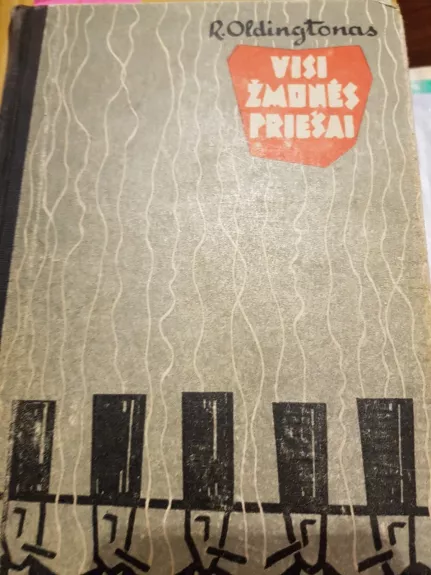 R. Oldingtonas
VISI
ŽMONĖS
PRIEŠAI